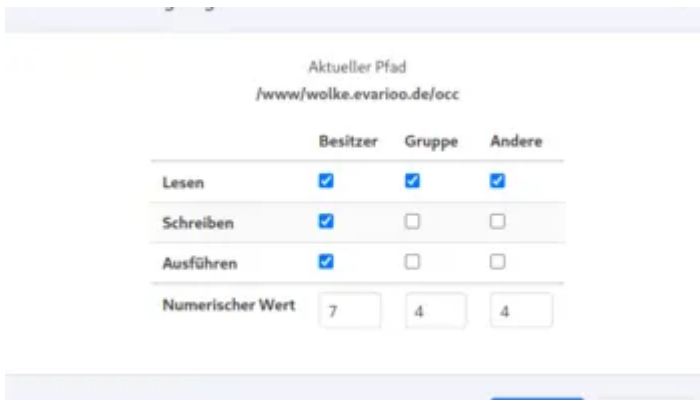 Aktueller Pfad
/www/wolke.evarioo.de/occ
Besitzer Gruppe Andere
Lesen
Schreiben
Ausführen
Numerischer Wert 7 4 4